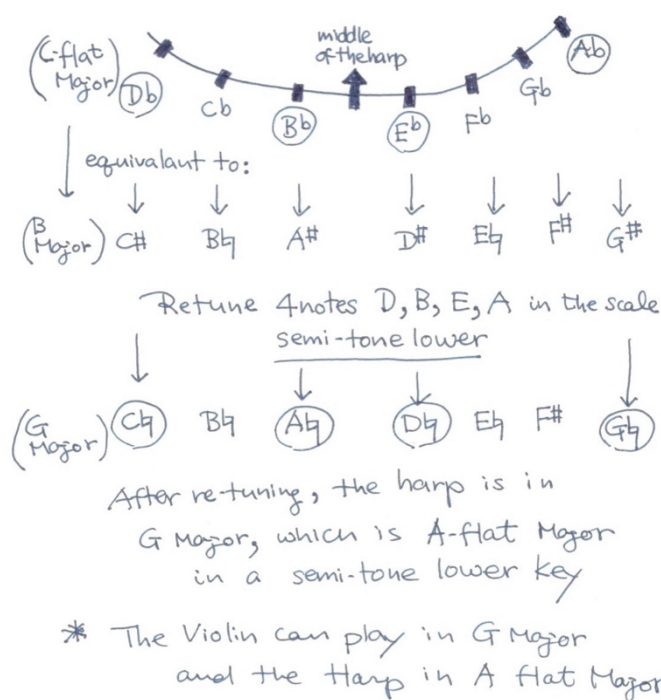 (C-flat Major)
middle of the harp
Db Cb Bb Eb Fb Gb Ab
equivalant to:
(B Major) C# B♮ A# D# E♮ F# G#
Retune 4 notes D, B, E, A in the scale
semi-tone lower
(G Major) C♮ B♮ A♮ D♮ E♮ F# G♮
After re-tuning, the harp is in
G Major, which is A-flat Major
in a semi-tone lower key
* The Violin can play in G Major
and the Harp in A flat Major